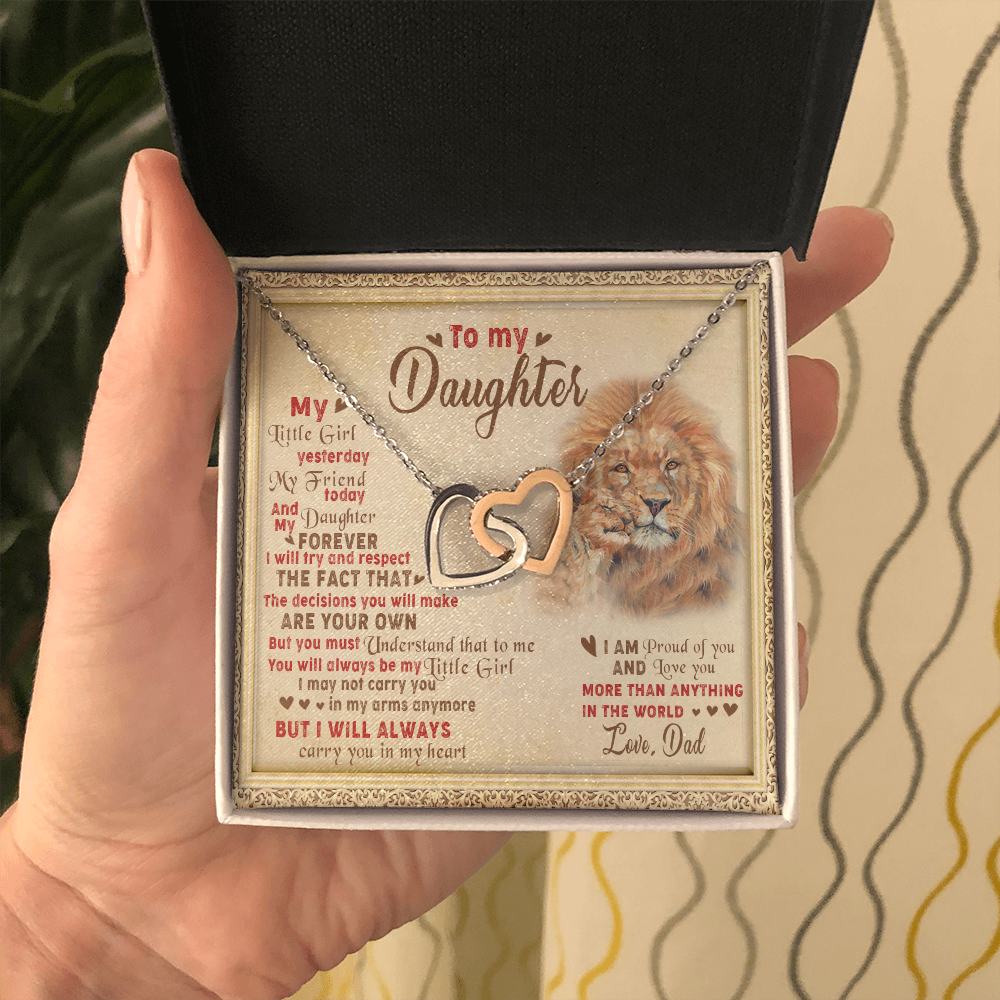 To my
Daughter
My
Little Girl
yesterday
My Friend
today
And
My Daughter
FOREVER
I will try and respect
THE FACT THAT
The decisions you will make
ARE YOUR OWN
But you must Understand that to me
You will always be my Little Girl
I may not carry you
in my arms anymore
BUT I WILL ALWAYS
carry you in my heart
I AM Proud of you
AND Love you
MORE THAN ANYTHING
IN THE WORLD
Love, Dad